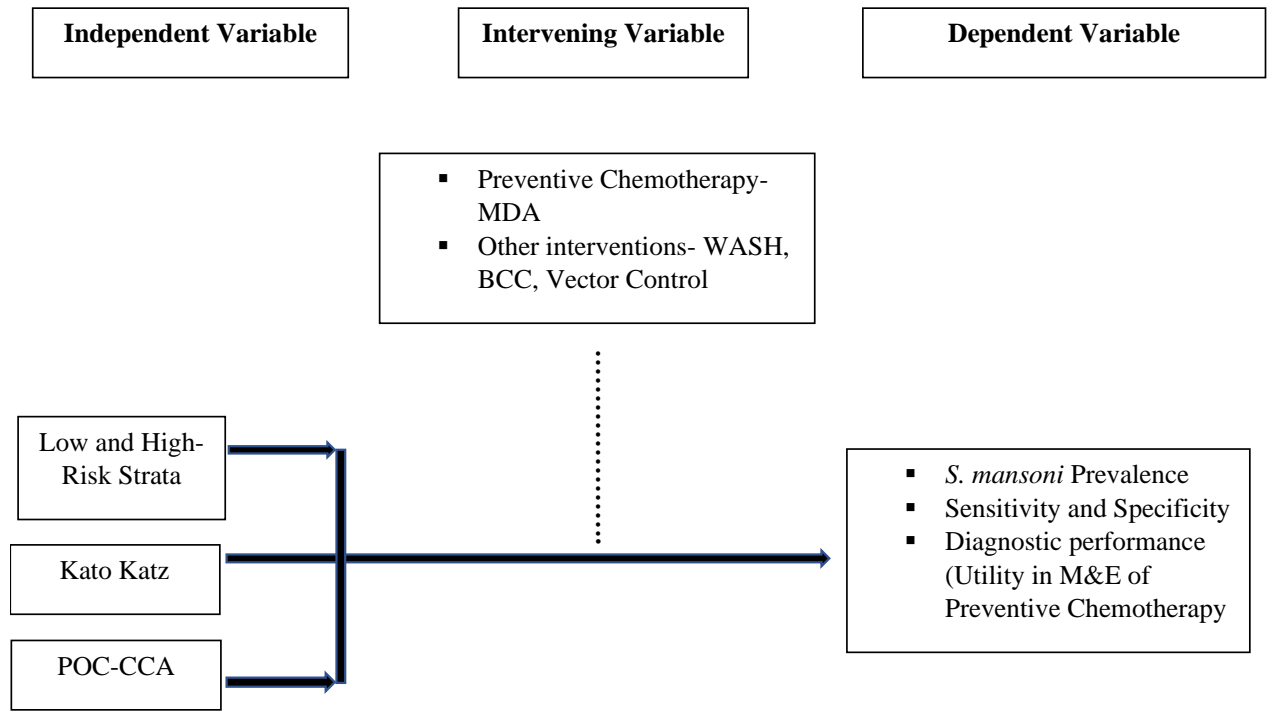 Independent Variable
Intervening Variable
Dependent Variable
▪ Preventive Chemotherapy-
MDA
▪ Other interventions- WASH,
BCC, Vector Control
Low and High-
Risk Strata
Kato Katz
POC-CCA
▪ S. mansoni Prevalence
▪ Sensitivity and Specificity
▪ Diagnostic performance
(Utility in M&E of
Preventive Chemotherapy